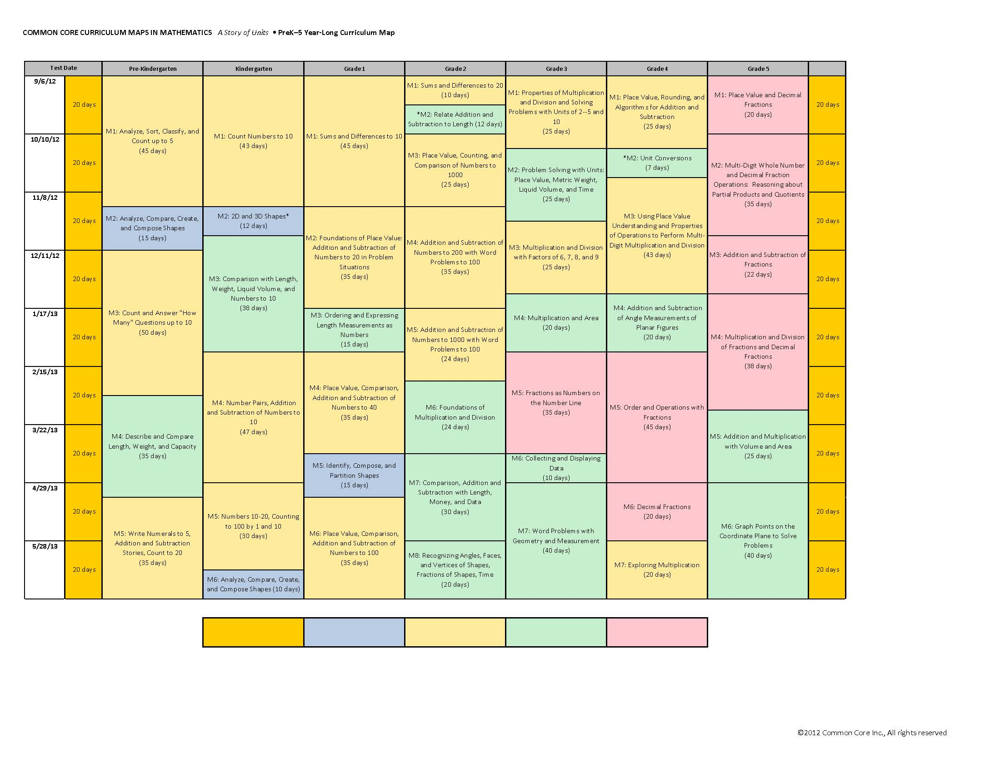 COMMON CORE CURRICULUM MAPS IN MATHEMATICS A Story of Units • PreK–5 Year-Long Curriculum Map
Test Date
Pre-Kindergarten
Kindergarten
Grade 1
Grade 2
Grade 3
Grade 4
Grade 5
9/6/12
10/10/12
11/8/12
12/11/12
1/17/13
2/15/13
3/22/13
4/29/13
5/28/13
20 days
20 days
20 days
20 days
20 days
20 days
20 days
20 days
20 days
M1: Analyze, Sort, Classify, and
Count up to 5
(45 days)
M2: Analyze, Compare, Create,
and Compose Shapes
(15 days)
M3: Count and Answer "How
Many" Questions up to 10
(50 days)
M4: Describe and Compare
Length, Weight, and Capacity
(35 days)
M5: Write Numerals to 5,
Addition and Subtraction
Stories, Count to 20
(35 days)
M1: Count Numbers to 10
(43 days)
M2: 2D and 3D Shapes*
(12 days)
M3: Comparison with Length,
Weight, Liquid Volume, and
Numbers to 10
(38 days)
M4: Number Pairs, Addition
and Subtraction of Numbers to
10
(47 days)
M5: Numbers 10-20, Counting
to 100 by 1 and 10
(30 days)
M6: Analyze, Compare, Create,
and Compose Shapes (10 days)
M1: Sums and Differences to 10
(45 days)
M2: Foundations of Place Value:
Addition and Subtraction of
Numbers to 20 in Problem
Situations
(35 days)
M3: Ordering and Expressing
Length Measurements as
Numbers
(15 days)
M4: Place Value, Comparison,
Addition and Subtraction of
Numbers to 40
(35 days)
M5: Identify, Compose, and
Partition Shapes
(15 days)
M6: Place Value, Comparison,
Addition and Subtraction of
Numbers to 100
(35 days)
M1: Sums and Differences to 20
(10 days)
*M2: Relate Addition and
Subtraction to Length (12 days)
M3: Place Value, Counting, and
Comparison of Numbers to
1000
(25 days)
M4: Addition and Subtraction of
Numbers to 200 with Word
Problems to 100
(35 days)
M5: Addition and Subtraction of
Numbers to 1000 with Word
Problems to 100
(24 days)
M6: Foundations of
Multiplication and Division
(24 days)
M7: Comparison, Addition and
Subtraction with Length,
Money, and Data
(30 days)
M8: Recognizing Angles, Faces,
and Vertices of Shapes,
Fractions of Shapes, Time
(20 days)
M1: Properties of Multiplication
and Division and Solving
Problems with Units of 2--5 and
10
(25 days)
M2: Problem Solving with Units:
Place Value, Metric Weight,
Liquid Volume, and Time
(25 days)
M3: Multiplication and Division
with Factors of 6, 7, 8, and 9
(25 days)
M4: Multiplication and Area
(20 days)
M5: Fractions as Numbers on
the Number Line
(35 days)
M6: Collecting and Displaying
Data
(10 days)
M7: Word Problems with
Geometry and Measurement
(40 days)
M1: Place Value, Rounding, and
Algorithms for Addition and
Subtraction
(25 days)
*M2: Unit Conversions
(7 days)
M3: Using Place Value
Understanding and Properties
of Operations to Perform Multi-
Digit Multiplication and Division
(43 days)
M4: Addition and Subtraction
of Angle Measurements of
Planar Figures
(20 days)
M5: Order and Operations with
Fractions
(45 days)
M6: Decimal Fractions
(20 days)
M7: Exploring Multiplication
(20 days)
M1: Place Value and Decimal
Fractions
(20 days)
M2: Multi-Digit Whole Number
and Decimal Fraction
Operations: Reasoning about
Partial Products and Quotients
(35 days)
M3: Addition and Subtraction of
Fractions
(22 days)
M4: Multiplication and Division
of Fractions and Decimal
Fractions
(38 days)
M5: Addition and Multiplication
with Volume and Area
(25 days)
M6: Graph Points on the
Coordinate Plane to Solve
Problems
(40 days)
20 days
20 days
20 days
20 days
20 days
20 days
20 days
20 days
20 days
©2012 Common Core Inc., All rights reserved